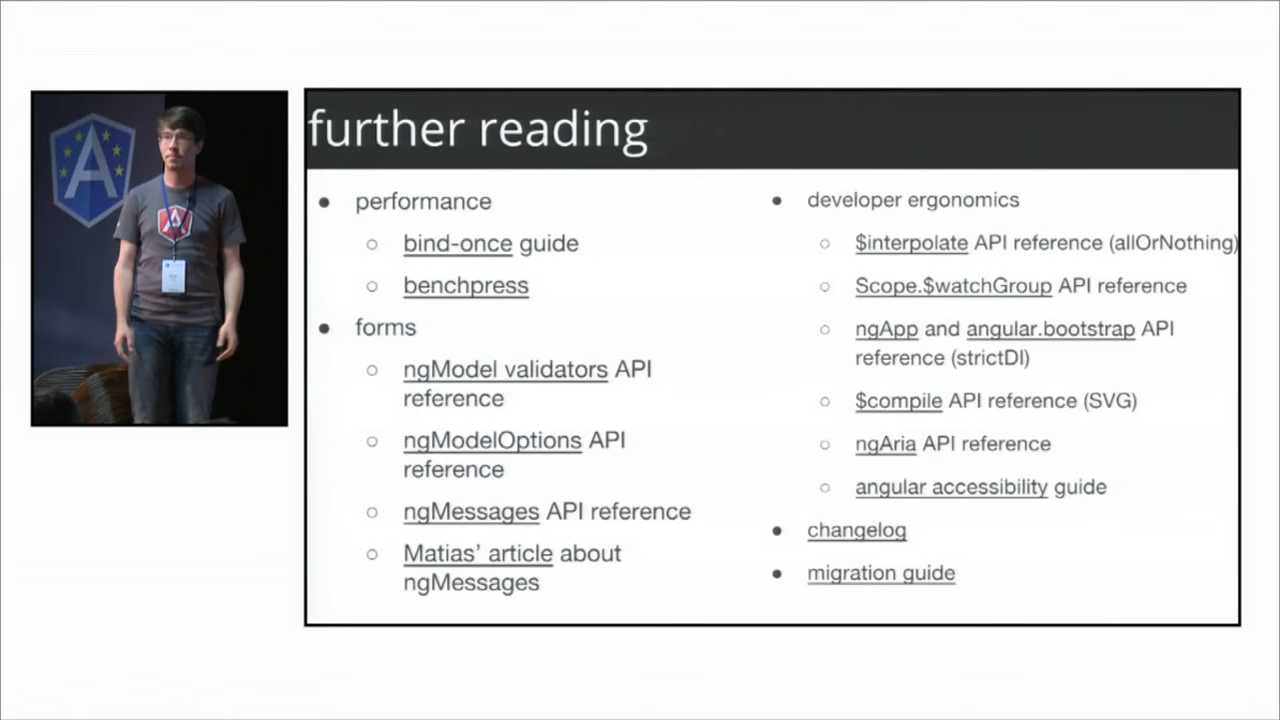 further reading
performance
bind-once guide
benchpress
forms
ngModel validators API
reference
ngModelOptions API
reference
ngMessages API reference
Matias' article about
ngMessages
developer ergonomics
$interpolate API reference (allOrNothing)
Scope.$watchGroup API reference
ngApp and angular.bootstrap API
reference (strictDI)
$compile API reference (SVG)
ngAria API reference
angular accessibility guide
changelog
migration guide
A
A